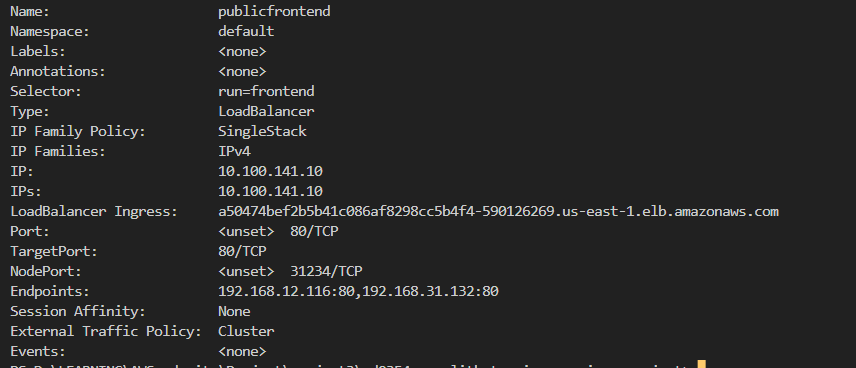 Name: publicfrontend
Namespace: default
Labels: <none>
Annotations: <none>
Selector: run=frontend
Type: LoadBalancer
IP Family Policy: SingleStack
IP Families: IPv4
IP: 10.100.141.10
IPs: 10.100.141.10
LoadBalancer Ingress: a50474bef2b5b41c086af8298cc5b4f4-590126269.us-east-1.elb.amazonaws.com
Port: <unset> 80/TCP
TargetPort: 80/TCP
NodePort: <unset> 31234/TCP
Endpoints: 192.168.12.116:80,192.168.31.132:80
Session Affinity: None
External Traffic Policy: Cluster
Events: <none>